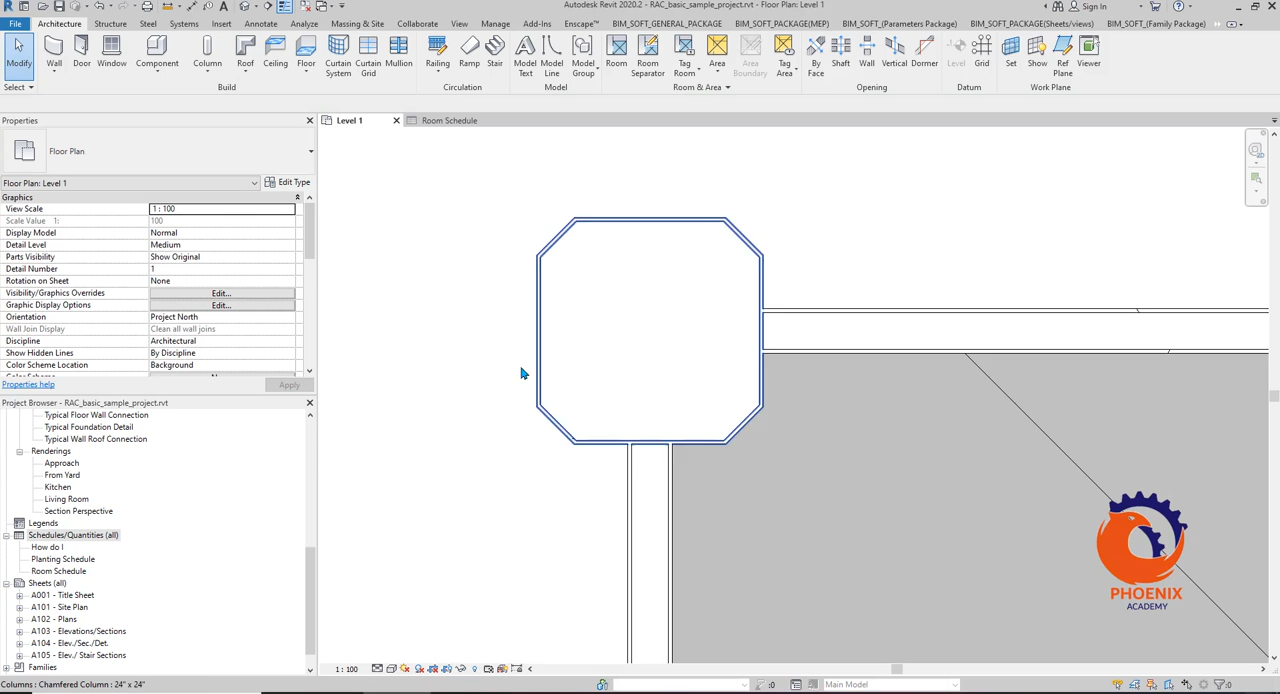 Autodesk Revit 2020.2 - RAC_basic_sample_project.rvt - Floor Plan: Level 1
Sign In
File Architecture Structure Steel Systems Insert Annotate Analyze Massing & Site Collaborate View Manage Add-Ins Enscape™ BIM_SOFT_GENERAL_PACKAGE BIM_SOFT_PACKAGE(MEP) BIM_SOFT_(Parameters Package) BIM_SOFT_PACKAGE(Sheets/views) BIM_SOFT_(Family Package) Modify
Modify Wall Door Window Component Column Roof Ceiling Floor Curtain System Curtain Grid Mullion Railing Ramp Stair Model Text Model Line Model Group Room Room Separator Tag Room Area Area Boundary Tag Area By Face Shaft Wall Vertical Dormer Level Grid Set Show Ref Plane Viewer
Select Build Circulation Model Room & Area Opening Datum Work Plane
Properties
Level 1 Room Schedule
Floor Plan
Floor Plan: Level 1 Edit Type
Graphics
View Scale 1 : 100
Scale Value 1: 100
Display Model Normal
Detail Level Medium
Parts Visibility Show Original
Detail Number 1
Rotation on Sheet None
Visibility/Graphics Overrides Edit...
Graphic Display Options Edit...
Orientation Project North
Wall Join Display Clean all wall joins
Discipline Architectural
Show Hidden Lines By Discipline
Color Scheme Location Background
Properties help Apply
Project Browser - RAC_basic_sample_project.rvt
Typical Floor Wall Connection
Typical Foundation Detail
Typical Wall Roof Connection
Renderings
Approach
From Yard
Kitchen
Living Room
Section Perspective
Legends
Schedules/Quantities (all)
How do I
Planting Schedule
Room Schedule
Sheets (all)
A001 - Title Sheet
A101 - Site Plan
A102 - Plans
A103 - Elevations/Sections
A104 - Elev./Sec./Det.
A105 - Elev./ Stair Sections
Families
PHOENIX
ACADEMY
1 : 100
Columns : Chamfered Column : 24" x 24"
:0
Main Model
:0